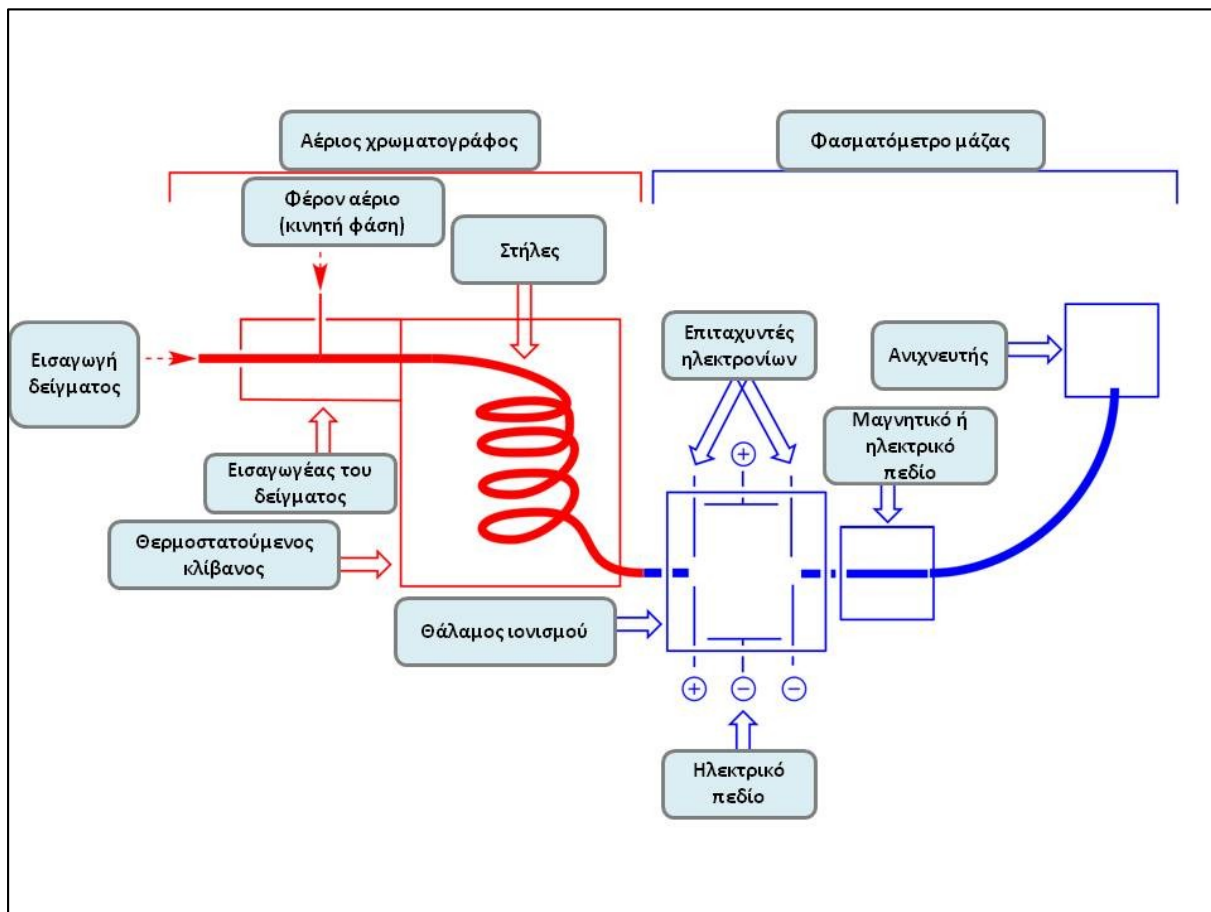 Αέριος χρωματογράφος
Φασματόμετρο μάζας
Φέρον αέριο
(κινητή φάση)
Στήλες
Εισαγωγή
δείγματος
Επιταχυντές
ηλεκτρονίων
Ανιχνευτής
Μαγνητικό ή
ηλεκτρικό
πεδίο
Εισαγωγέας του
δείγματος
Θερμοστατούμενος
κλίβανος
Θάλαμος ιονισμού
+
+ − −
Ηλεκτρικό
πεδίο